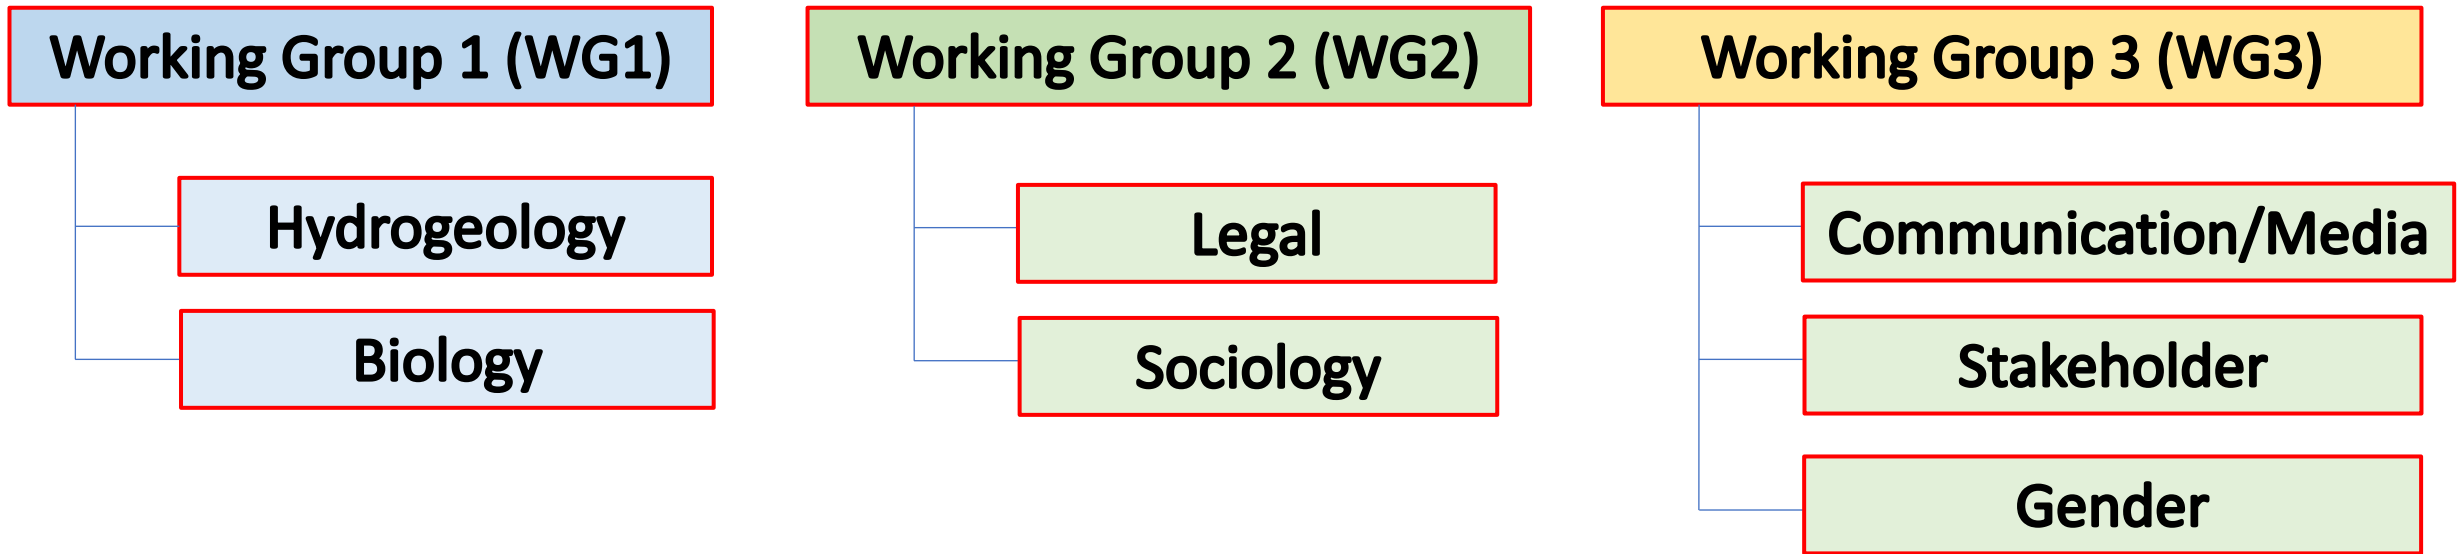 Working Group 1 (WG1)
Hydrogeology
Biology
Working Group 2 (WG2)
Legal
Sociology
Working Group 3 (WG3)
Communication/Media
Stakeholder
Gender